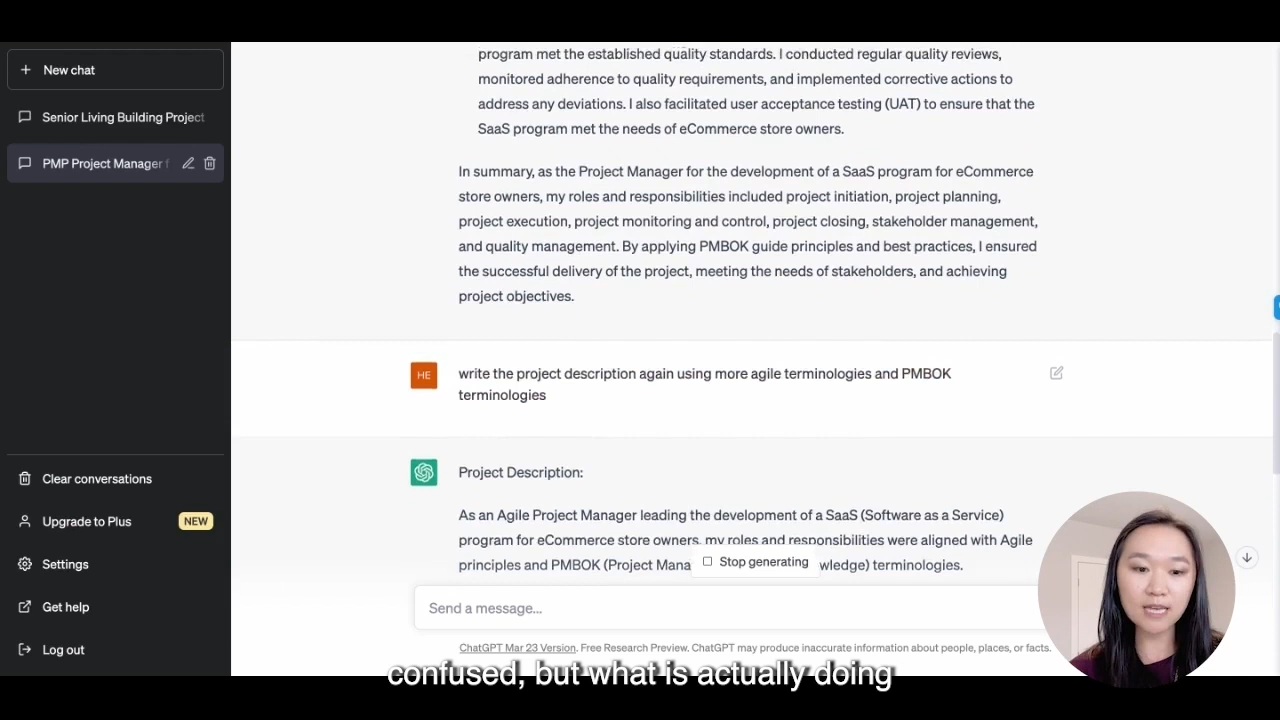 New chat
Senior Living Building Project
PMP Project Manager f
Clear conversations
Upgrade to Plus NEW
Settings
Get help
Log out
program met the established quality standards. I conducted regular quality reviews,
monitored adherence to quality requirements, and implemented corrective actions to
address any deviations. I also facilitated user acceptance testing (UAT) to ensure that the
SaaS program met the needs of eCommerce store owners.
In summary, as the Project Manager for the development of a SaaS program for eCommerce
store owners, my roles and responsibilities included project initiation, project planning,
project execution, project monitoring and control, project closing, stakeholder management,
and quality management. By applying PMBOK guide principles and best practices, I ensured
the successful delivery of the project, meeting the needs of stakeholders, and achieving
project objectives.
HE
write the project description again using more agile terminologies and PMBOK
terminologies
Project Description:
As an Agile Project Manager leading the development of a SaaS (Software as a Service)
program for eCommerce store owners, my roles and responsibilities were aligned with Agile
principles and PMBOK (Project Mana wledge) terminologies.
Stop generating
Send a message...
ChatGPT Mar 23 Version. Free Research Preview. ChatGPT may produce inaccurate information about people, places, or facts.
confused, but what is actually doing